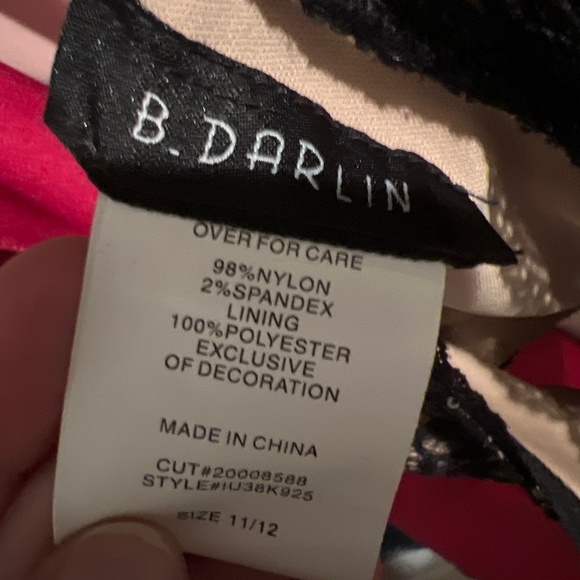 B. DARLIN
OVER FOR CARE
98%NYLON
2%SPANDEX
LINING
100%POLYESTER
EXCLUSIVE
OF DECORATION
MADE IN CHINA
CUT#20008588
STYLE#IU38K925
SIZE 11/12